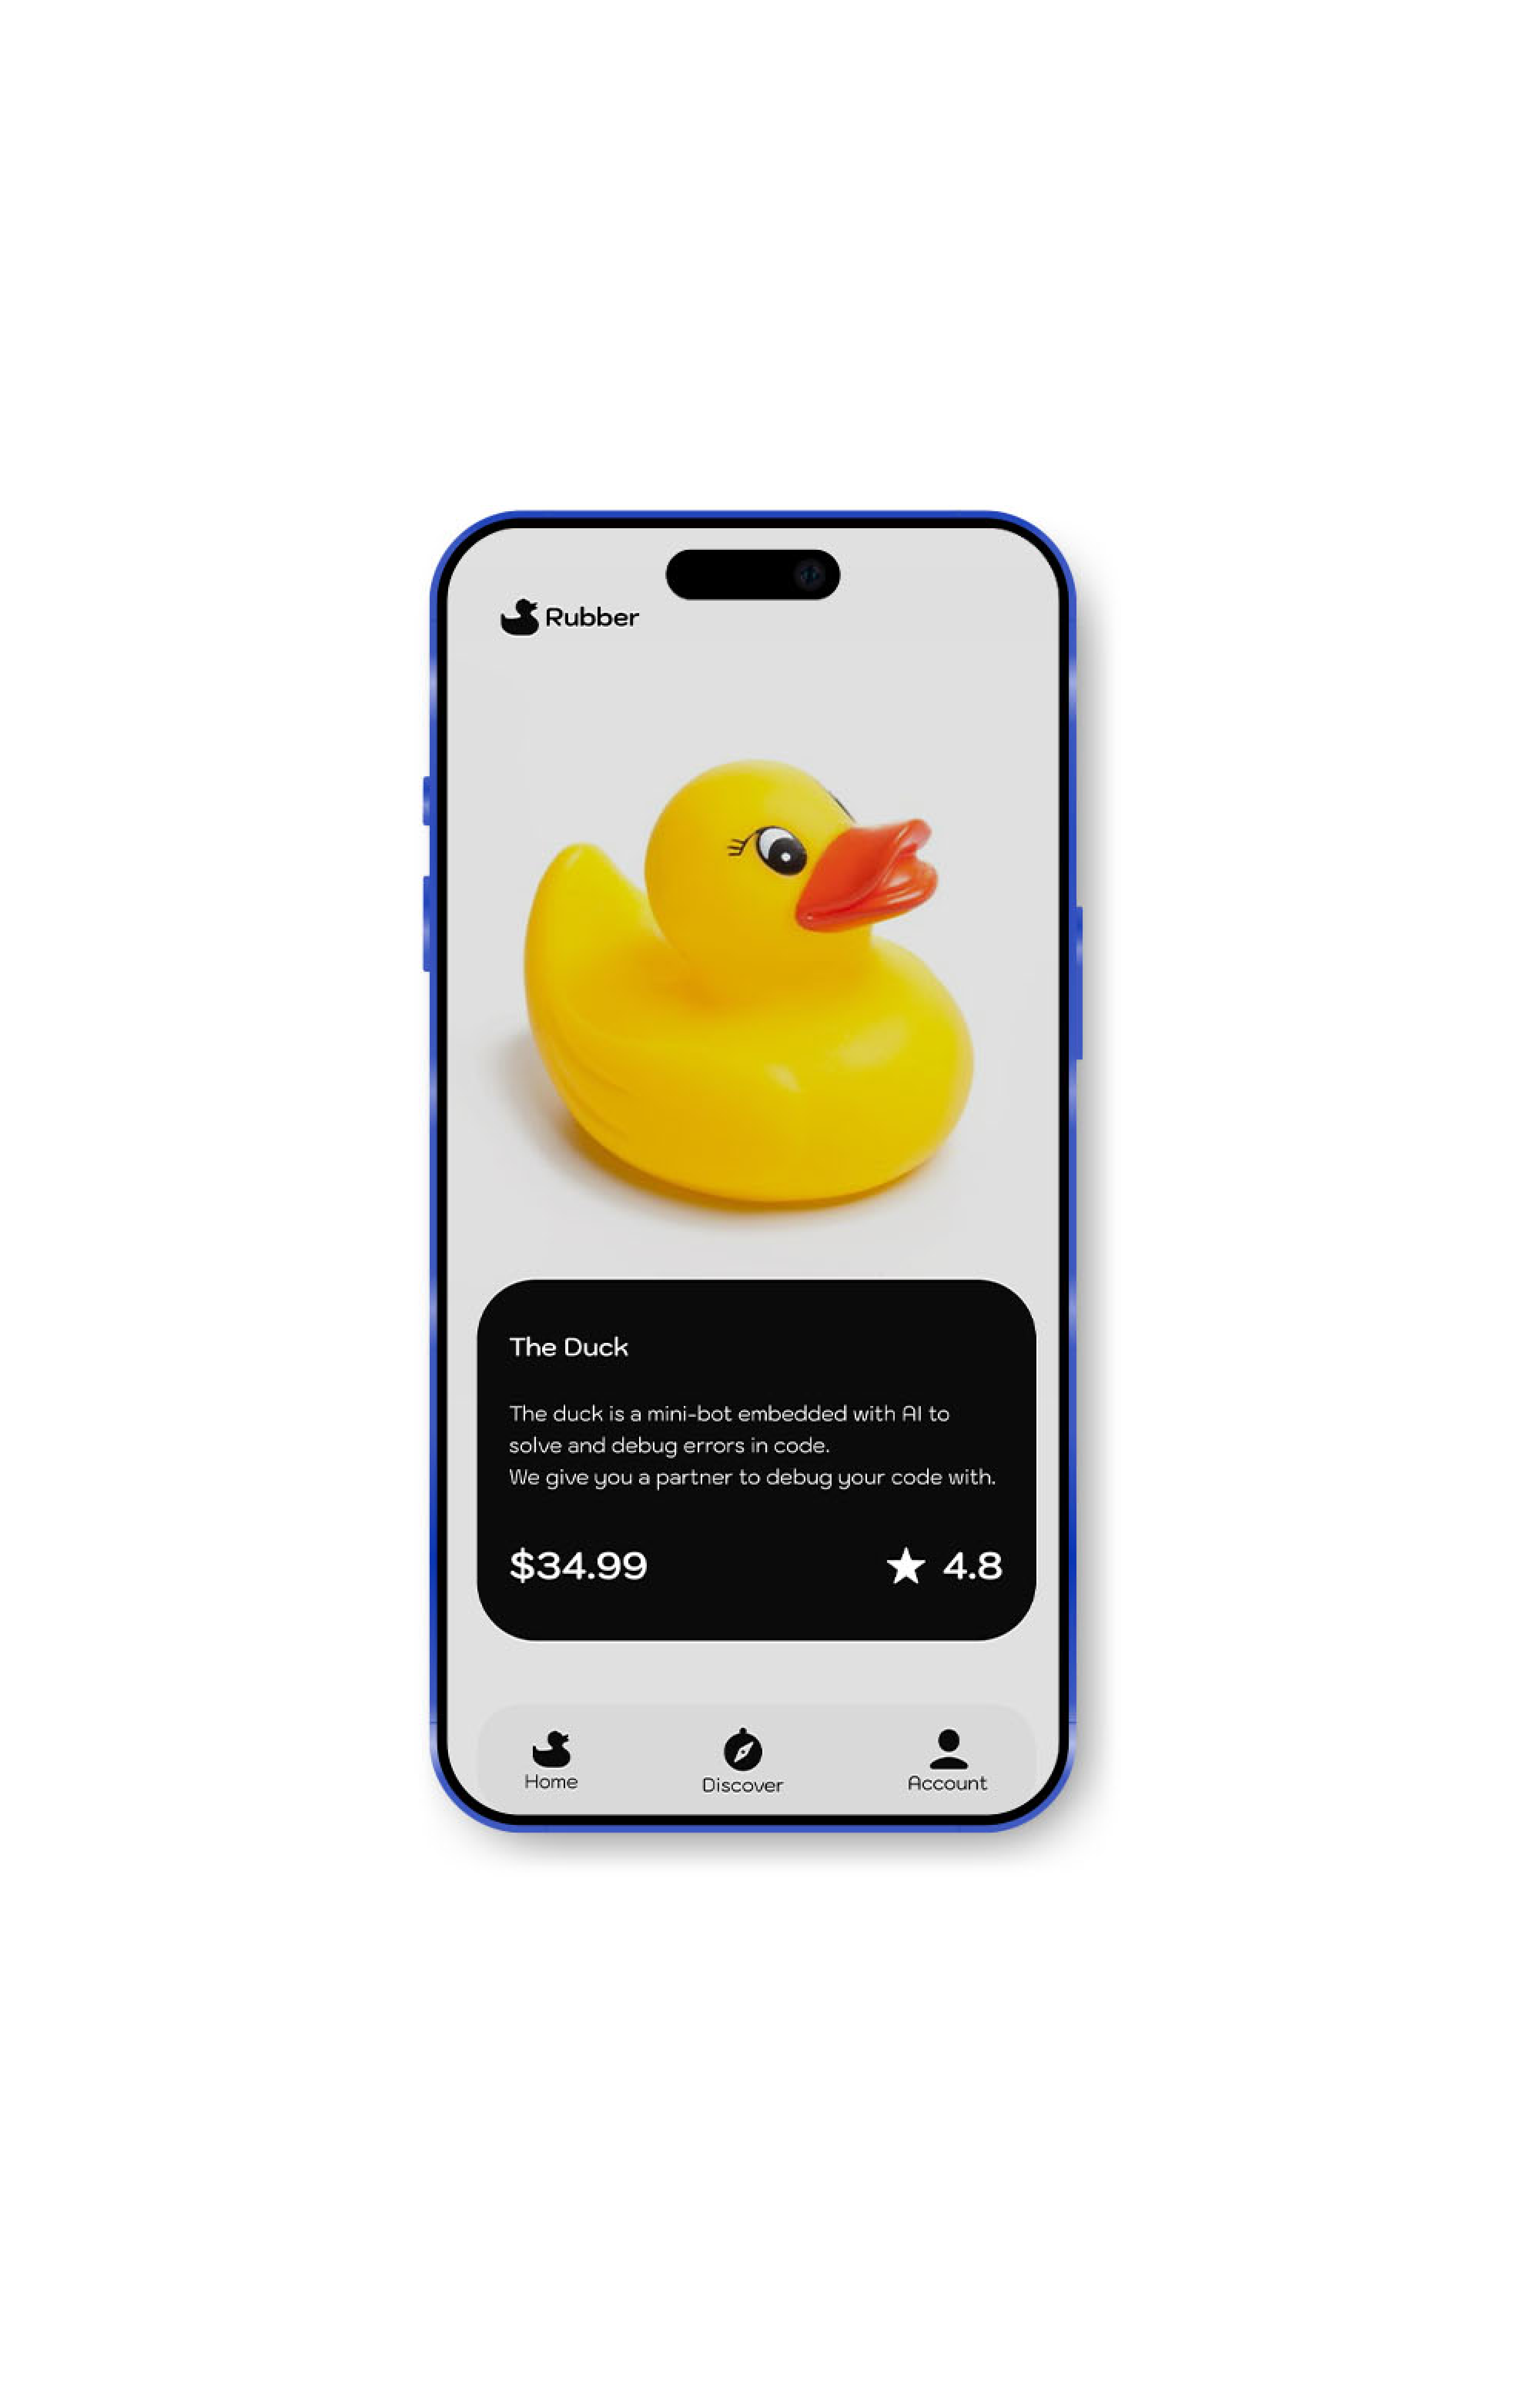 Rubber
The Duck
The duck is a mini-bot embedded with AI to
solve and debug errors in code.
We give you a partner to debug your code with.
$34.99 ★ 4.8
Home Discover Account